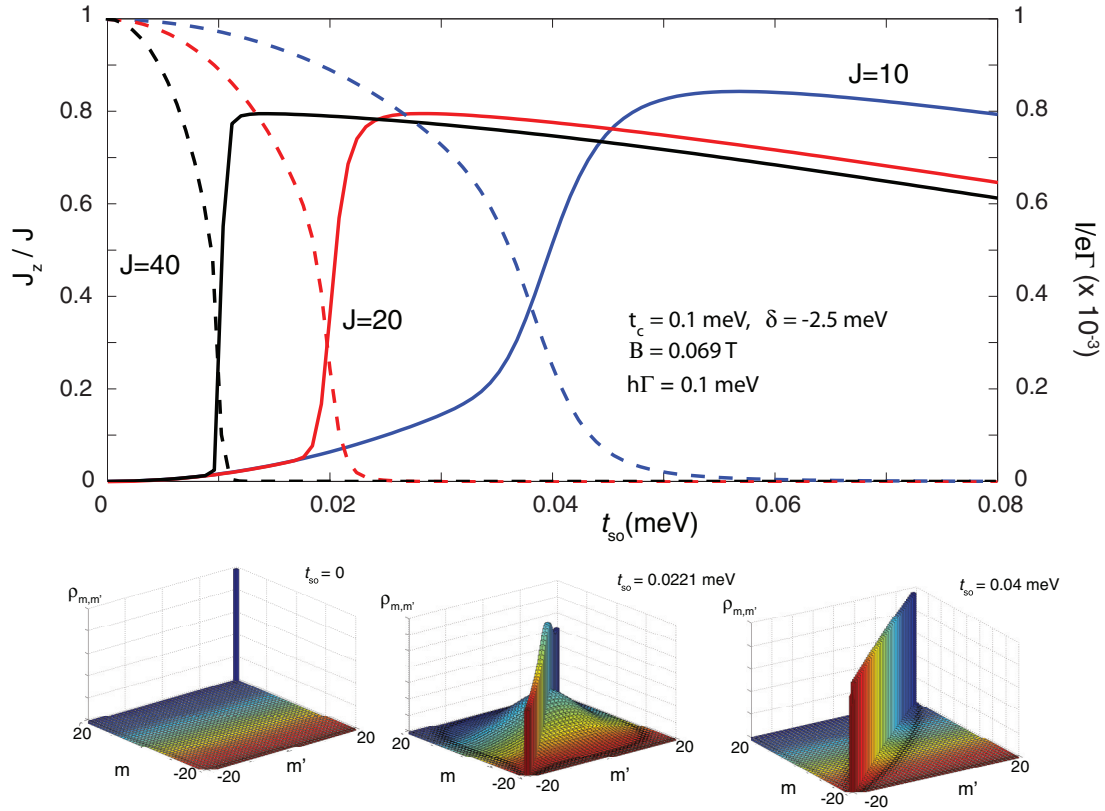 1
1
0.8
0.8
0.6
0.6
0.4
0.4
0.2
0.2
0
0
J_z / J
I/eΓ (x 10^-3)
J=10
J=40
J=20
t_c = 0.1 meV, δ = -2.5 meV
B = 0.069 T
hΓ = 0.1 meV
0
0.02
0.04
0.06
0.08
t_so(meV)
ρ_m,m'
t_so = 0
20
m
-20
-20
m'
20
ρ_m,m'
t_so = 0.0221 meV
20
m
-20
-20
m'
20
ρ_m,m'
t_so = 0.04 meV
20
m
-20
-20
m'
20